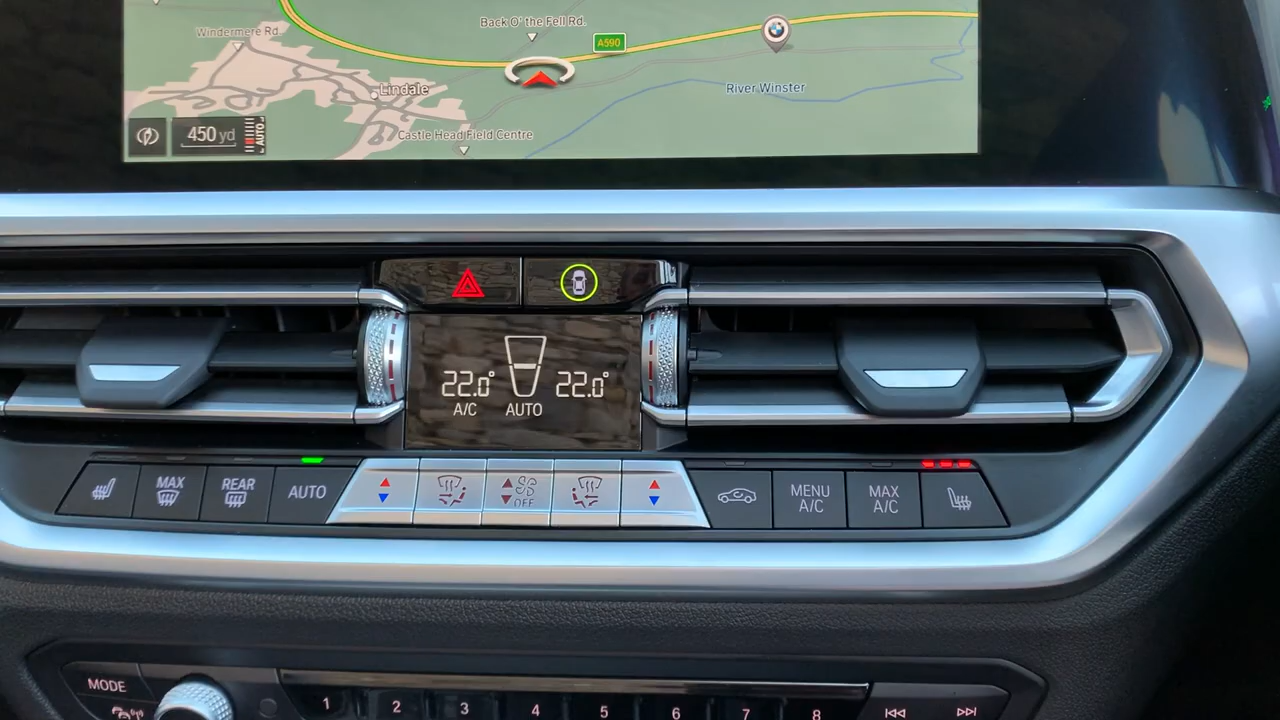 Back O' the Fell Rd.
Windermere Rd.
A590
River Winster
Lindale
Castle Head Field Centre
450 yd
AUTO
22.0° 22.0°
A/C AUTO
MAX
REAR
AUTO
OFF
MENU
A/C
MAX
A/C
MODE
1 2 3 4 5 6 7 8